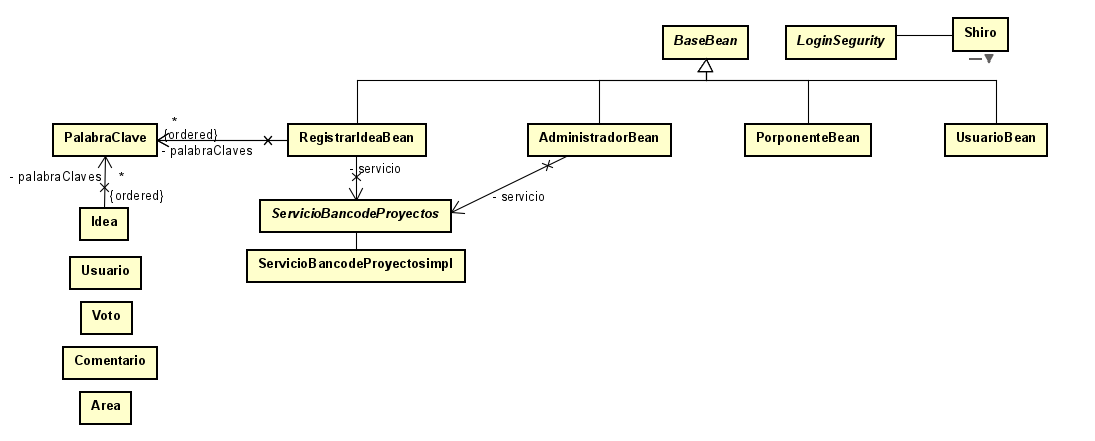 Shiro
BaseBean
LoginSegurity
*
{ordered}
- palabraClaves
PalabraClave
RegistrarIdeaBean
AdministradorBean
PorponenteBean
UsuarioBean
- palabraClaves
*
{ordered}
- servicio
- servicio
Idea
ServicioBancodeProyectos
ServicioBancodeProyectosimpl
Usuario
Voto
Comentario
Area